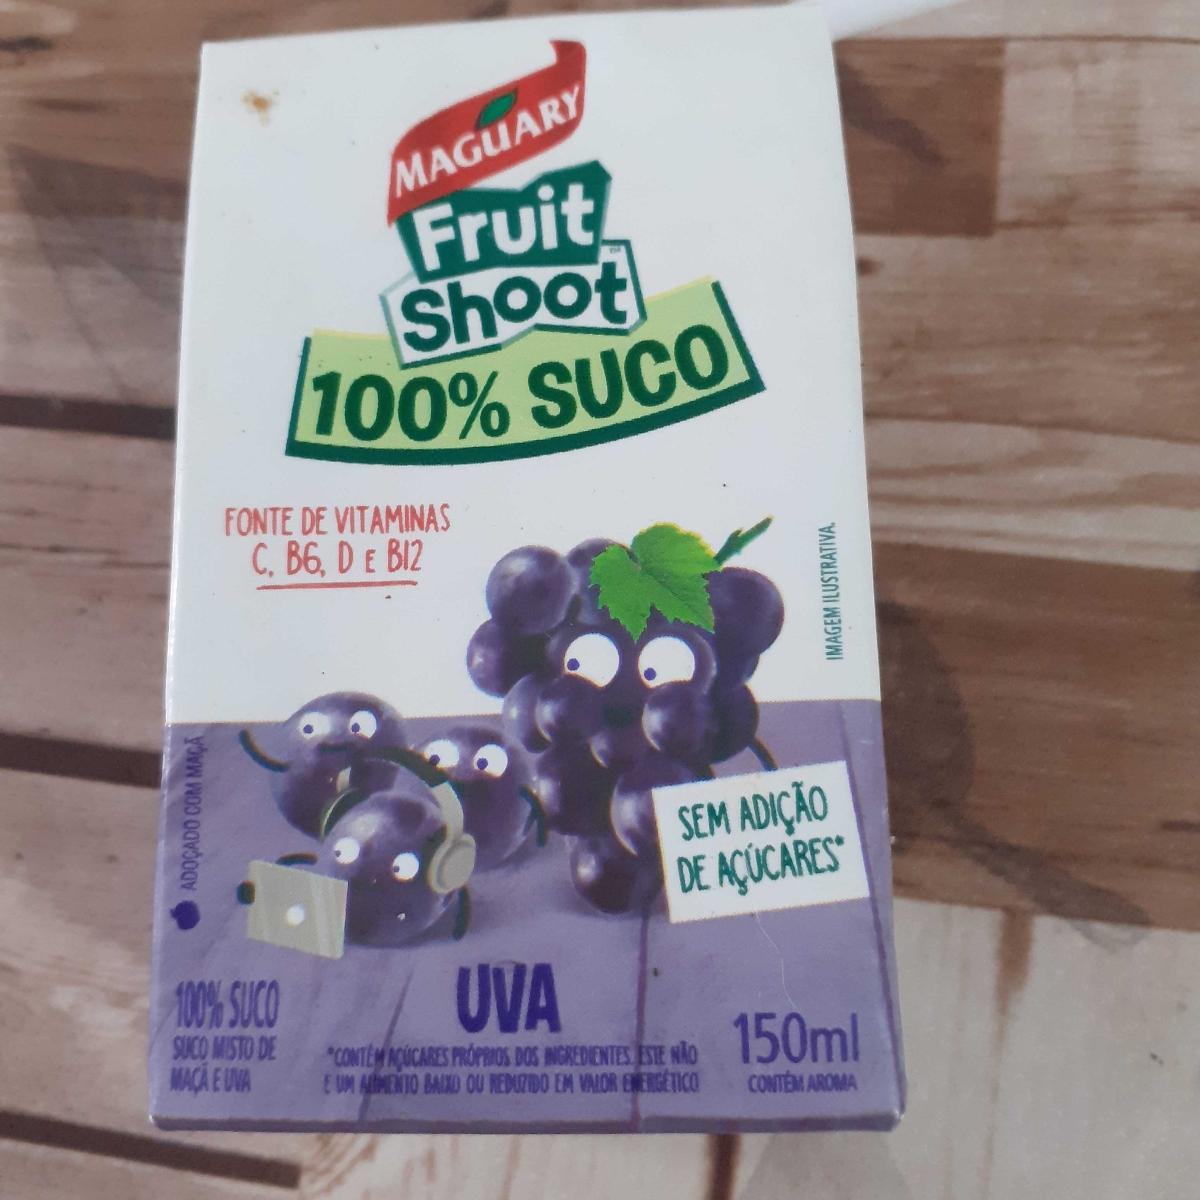 MAGUARY
Fruit
Shoot™
100% SUCO
FONTE DE VITAMINAS
C, B6, D E B12
IMAGEM ILUSTRATIVA.
ADOÇADO COM MAÇÃ
SEM ADIÇÃO
DE AÇÚCARES*
100% SUCO
SUCO MISTO DE
MAÇÃ E UVA
UVA
*CONTÉM AÇÚCARES PRÓPRIOS DOS INGREDIENTES. ESTE NÃO
É UM ALIMENTO BAIXO OU REDUZIDO EM VALOR ENERGÉTICO
150ml
CONTÉM AROMA